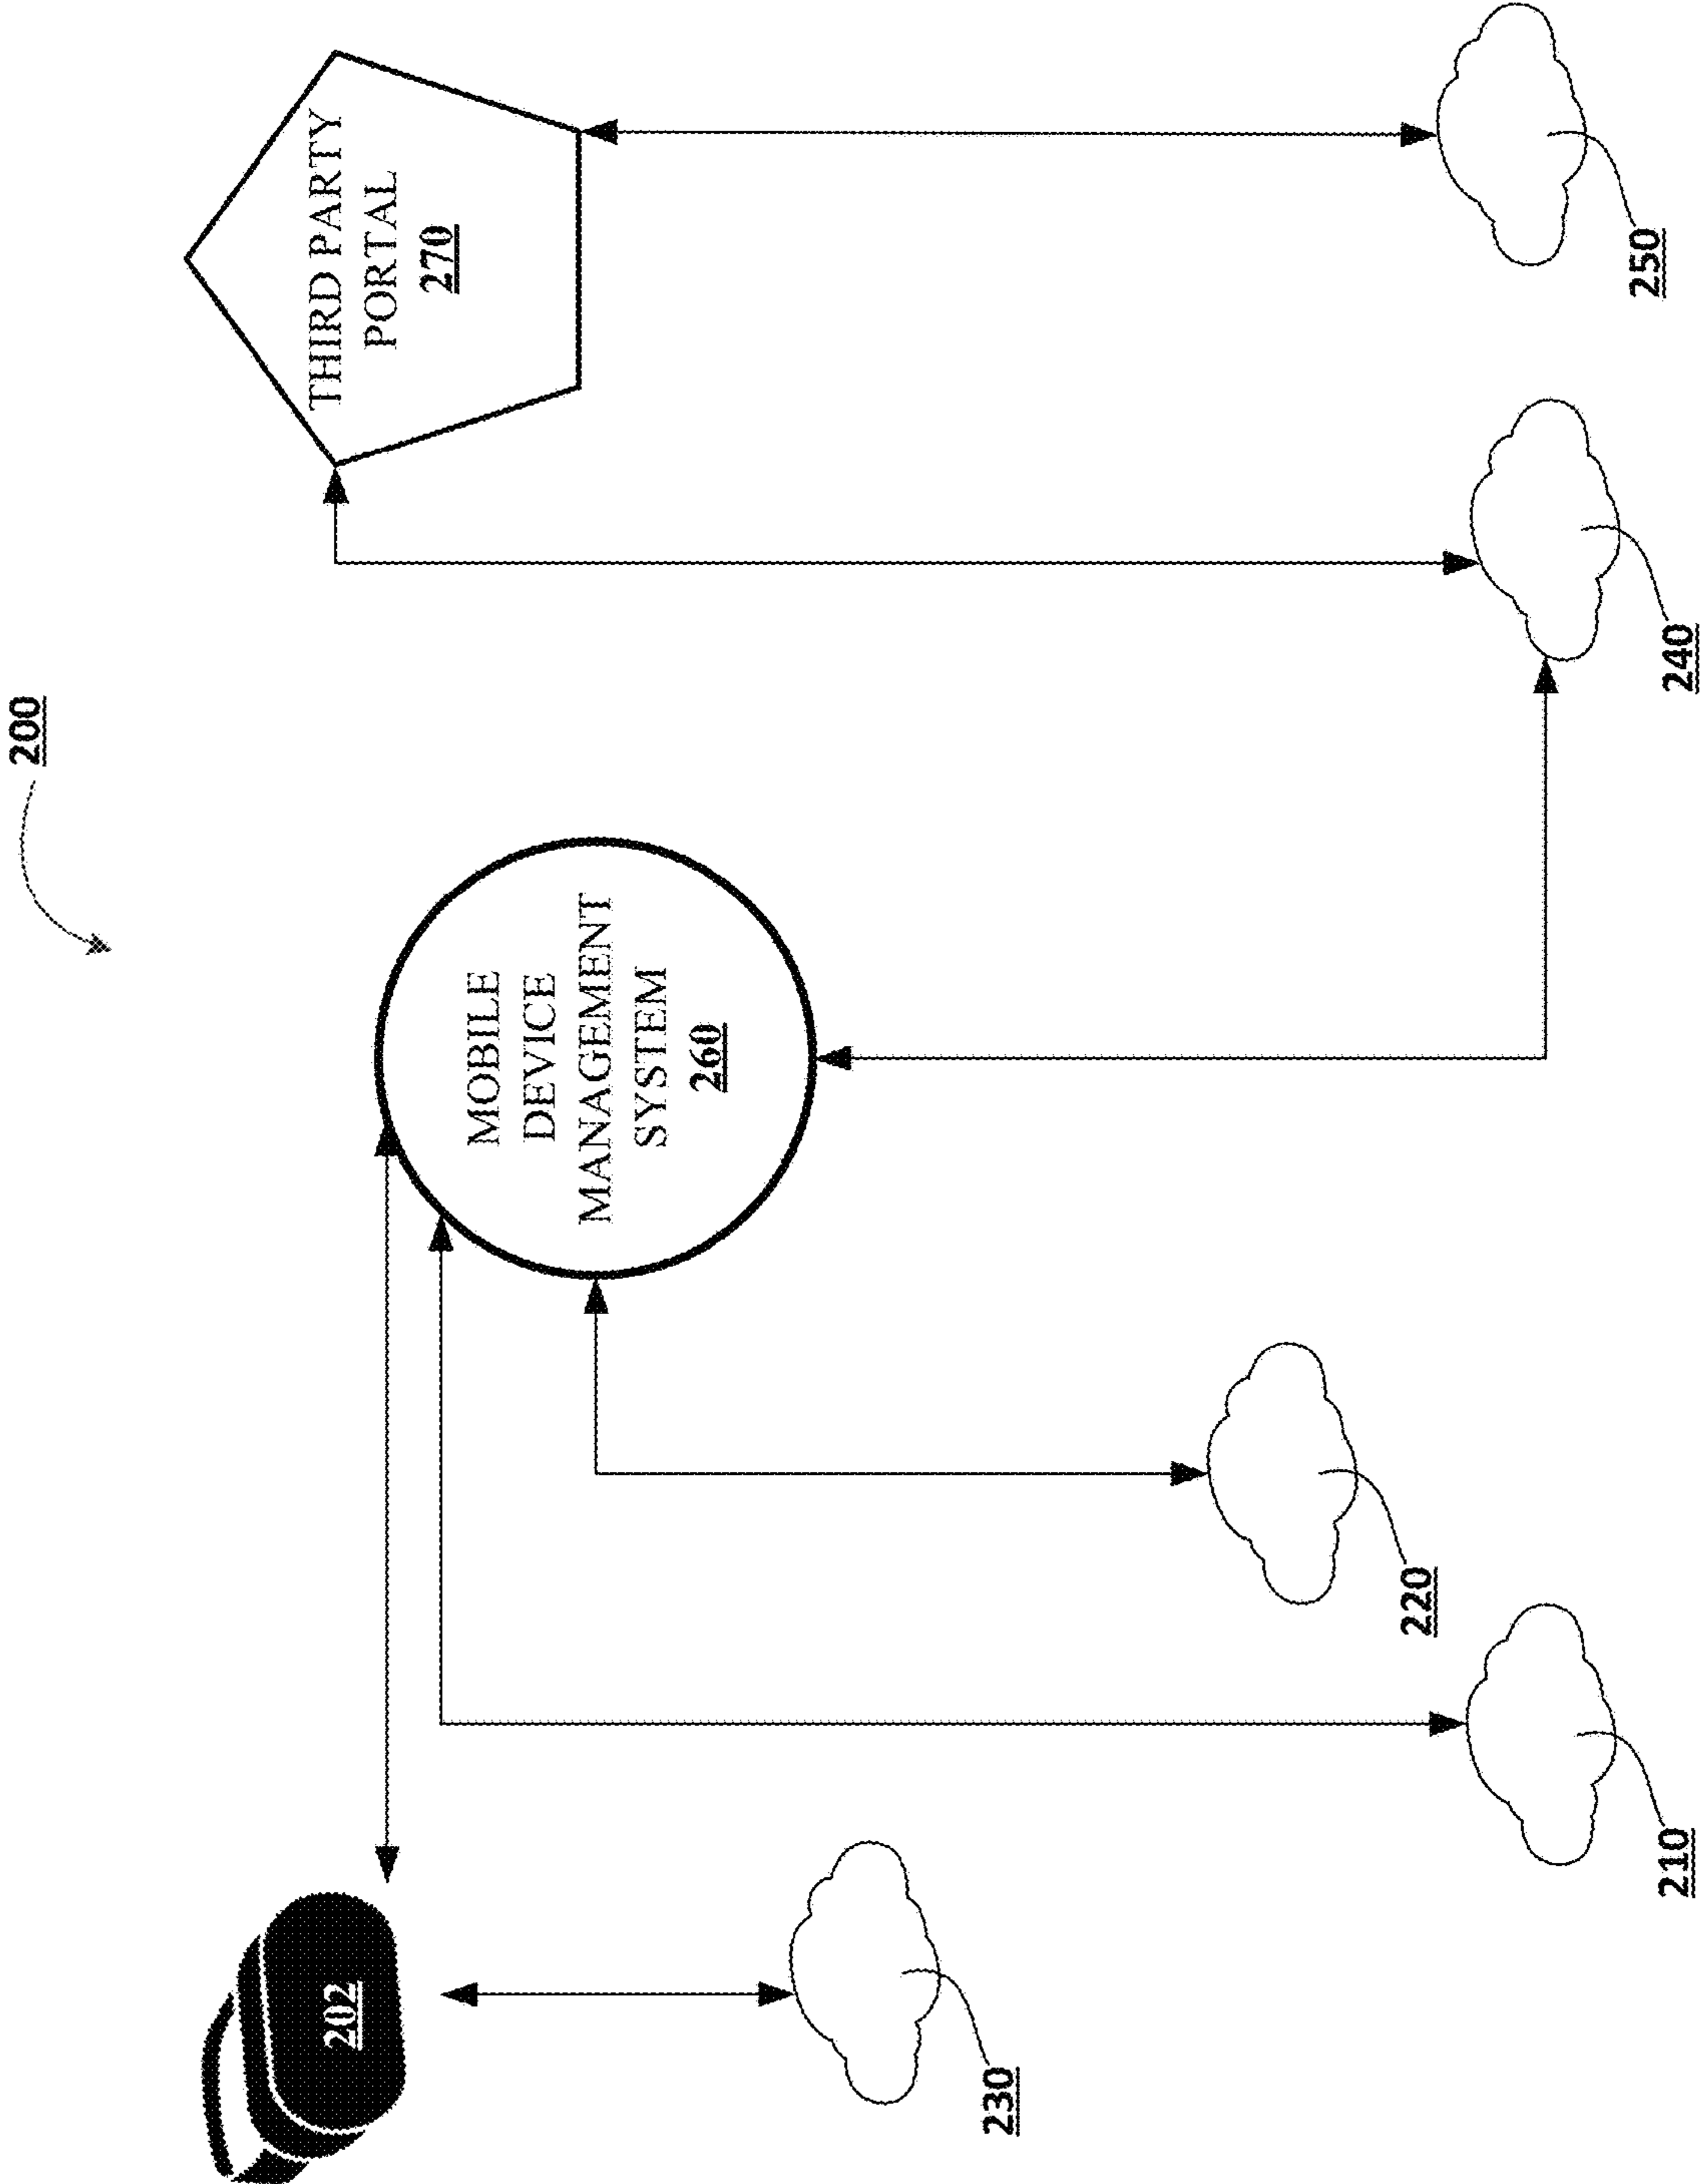 200
202
230
210
220
MOBILE
DEVICE
MANAGEMENT
SYSTEM
260
THIRD PARTY
PORTAL
270
240
250